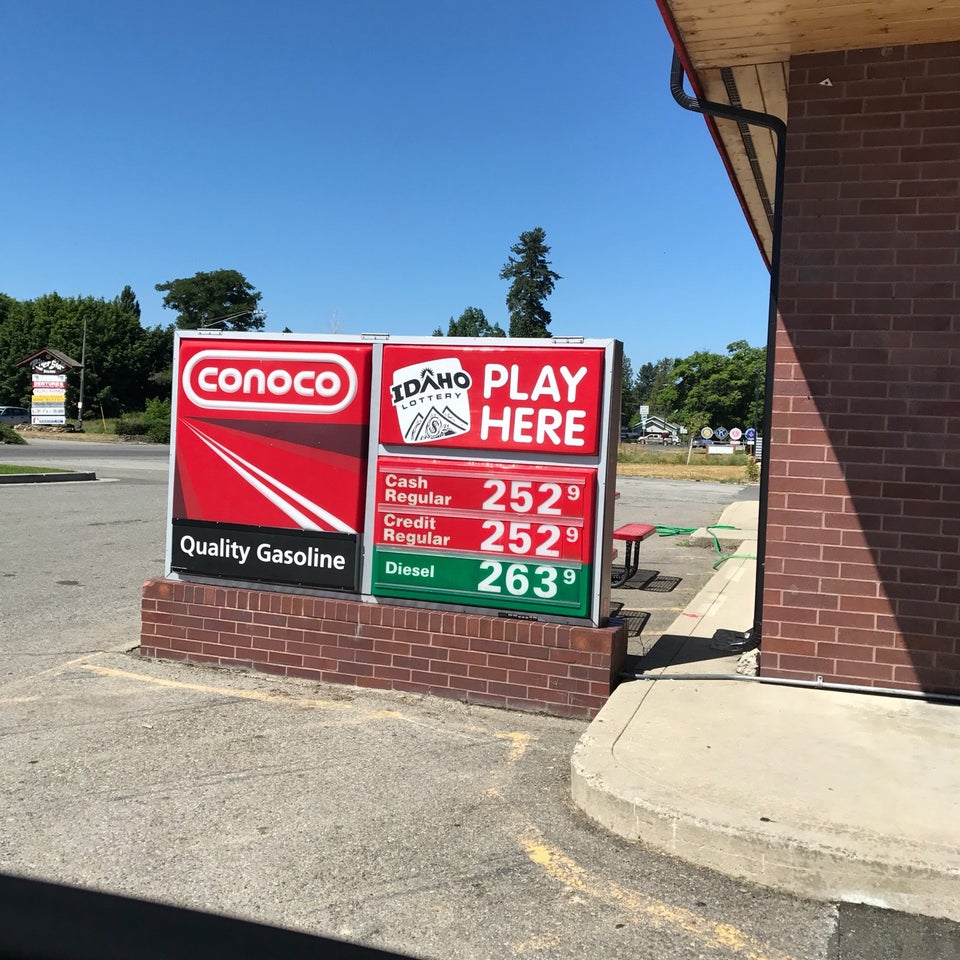 CONOCO
Quality Gasoline
IDAHO
LOTTERY
PLAY
HERE
Cash
Regular 252 9
Credit
Regular 252 9
Diesel 263 9